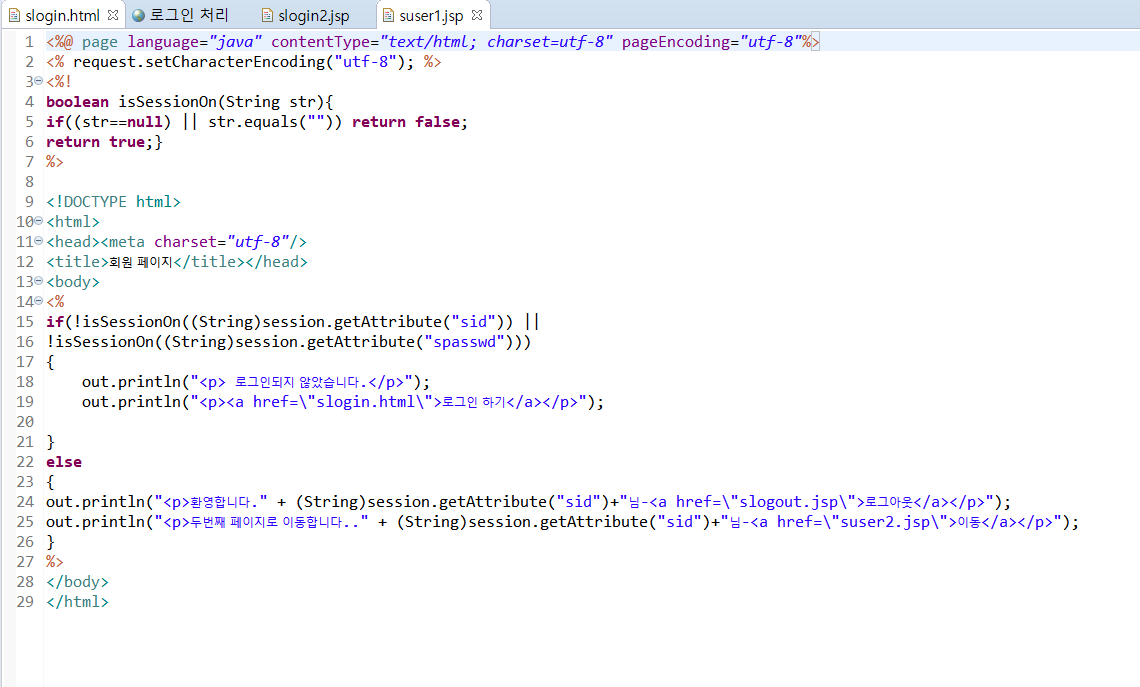 slogin.html 로그인 처리 slogin2.jsp suser1.jsp
1 <%@ page language="java" contentType="text/html; charset=utf-8" pageEncoding="utf-8"%>
2 <% request.setCharacterEncoding("utf-8"); %>
3 <%!
4 boolean isSessionOn(String str){
5 if((str==null) || str.equals("")) return false;
6 return true;}
7 %>
8
9 <!DOCTYPE html>
10 <html>
11 <head><meta charset="utf-8"/>
12 <title>회원 페이지</title></head>
13 <body>
14 <%
15 if(!isSessionOn((String)session.getAttribute("sid")) ||
16 !isSessionOn((String)session.getAttribute("spasswd")))
17 {
18     out.println("<p> 로그인되지 않았습니다.</p>");
19     out.println("<p><a href=\"slogin.html\">로그인 하기</a></p>");
20
21 }
22 else
23 {
24 out.println("<p>환영합니다." + (String)session.getAttribute("sid")+"님-<a href=\"slogout.jsp\">로그아웃</a></p>");
25 out.println("<p>두번째 페이지로 이동합니다.." + (String)session.getAttribute("sid")+"님-<a href=\"suser2.jsp\">이동</a></p>");
26 }
27 %>
28 </body>
29 </html>